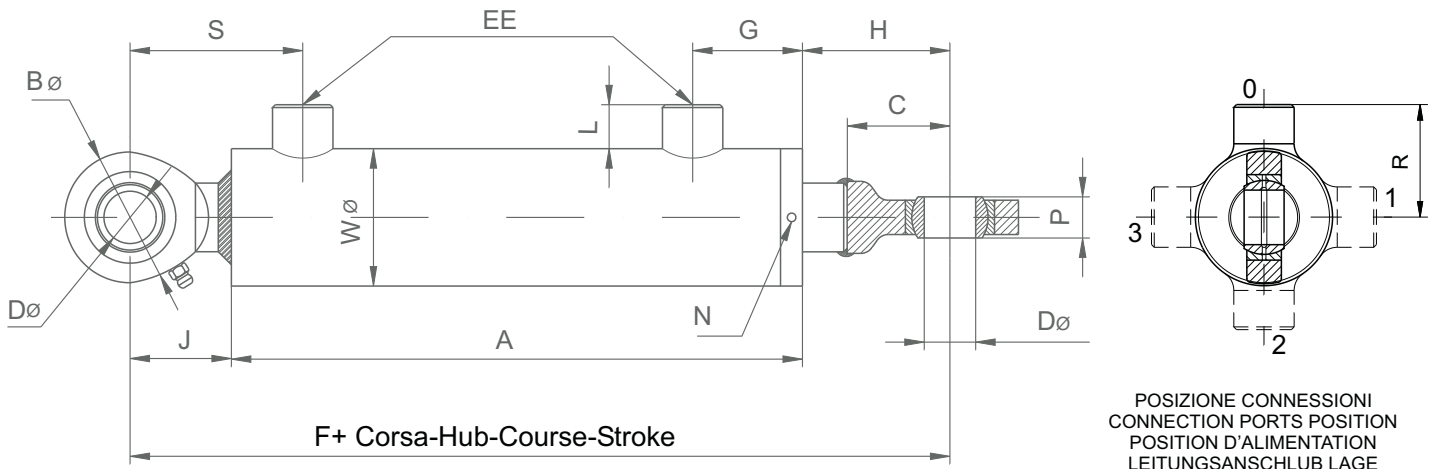 S
EE
G
H
B ø
C
L
W ø
P
Dø
N
Dø
J
A
F+ Corsa-Hub-Course-Stroke
0
R
1
3
2
POSIZIONE CONNESSIONI
CONNECTION PORTS POSITION
POSITION D'ALIMENTATION
LEITUNGSANSCHLUB LAGE